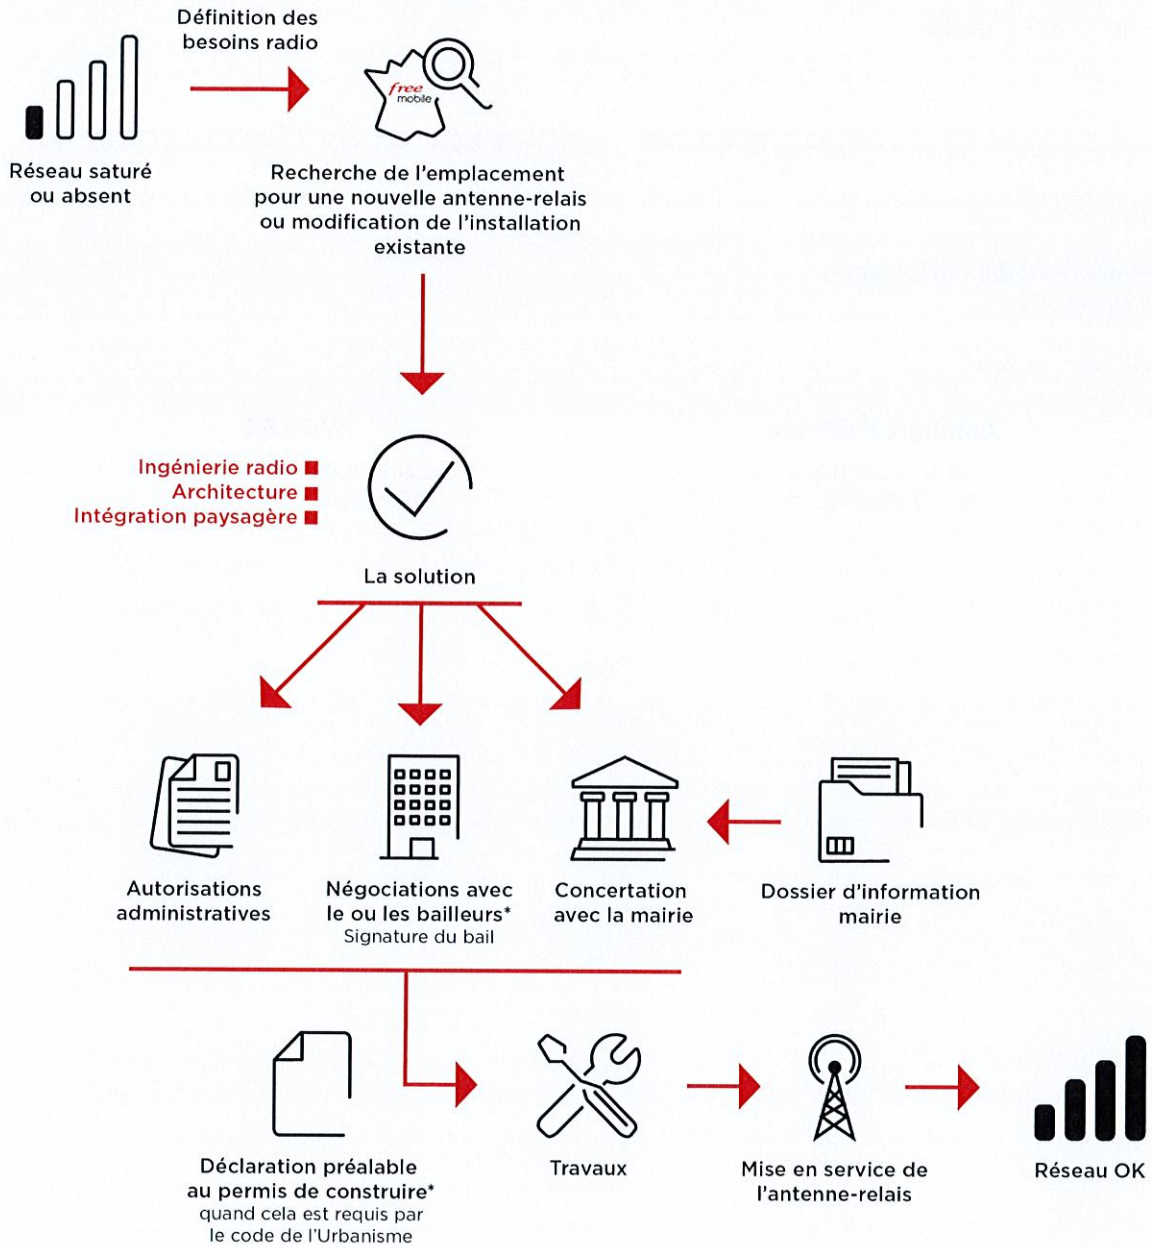 Définition des
besoins radio
free
mobile
Réseau saturé
ou absent
Recherche de l'emplacement
pour une nouvelle antenne-relais
ou modification de l'installation
existante
Ingénierie radio
Architecture
Intégration paysagère
La solution
Autorisations
administratives
Négociations avec
le ou les bailleurs*
Signature du bail
Concertation
avec la mairie
Dossier d'information
mairie
Déclaration préalable
au permis de construire*
quand cela est requis par
le code de l'Urbanisme
Travaux
Mise en service de
l'antenne-relais
Réseau OK